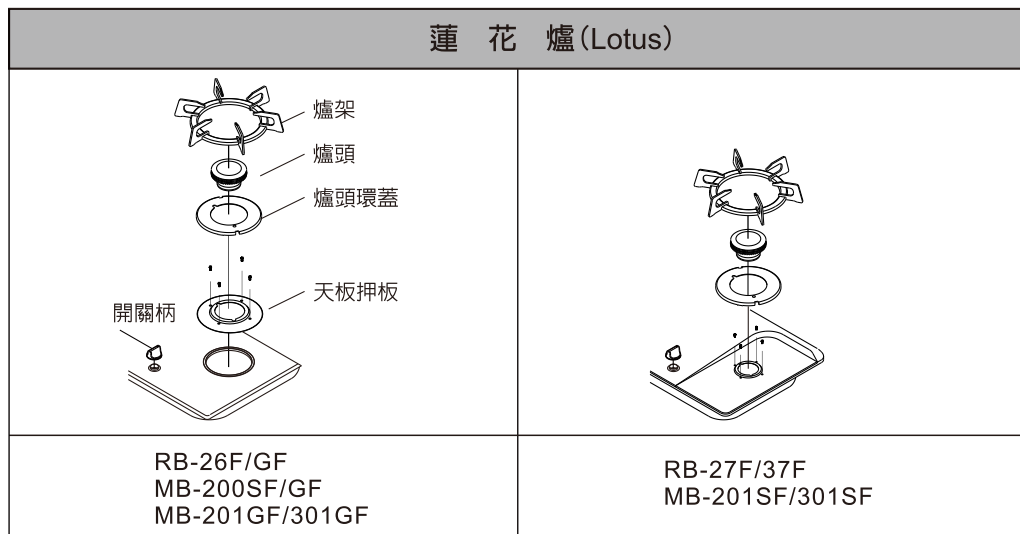 蓮 花 爐(Lotus)
爐架
爐頭
爐頭環蓋
天板押板
開關柄
RB-26F/GF
MB-200SF/GF
MB-201GF/301GF
RB-27F/37F
MB-201SF/301SF